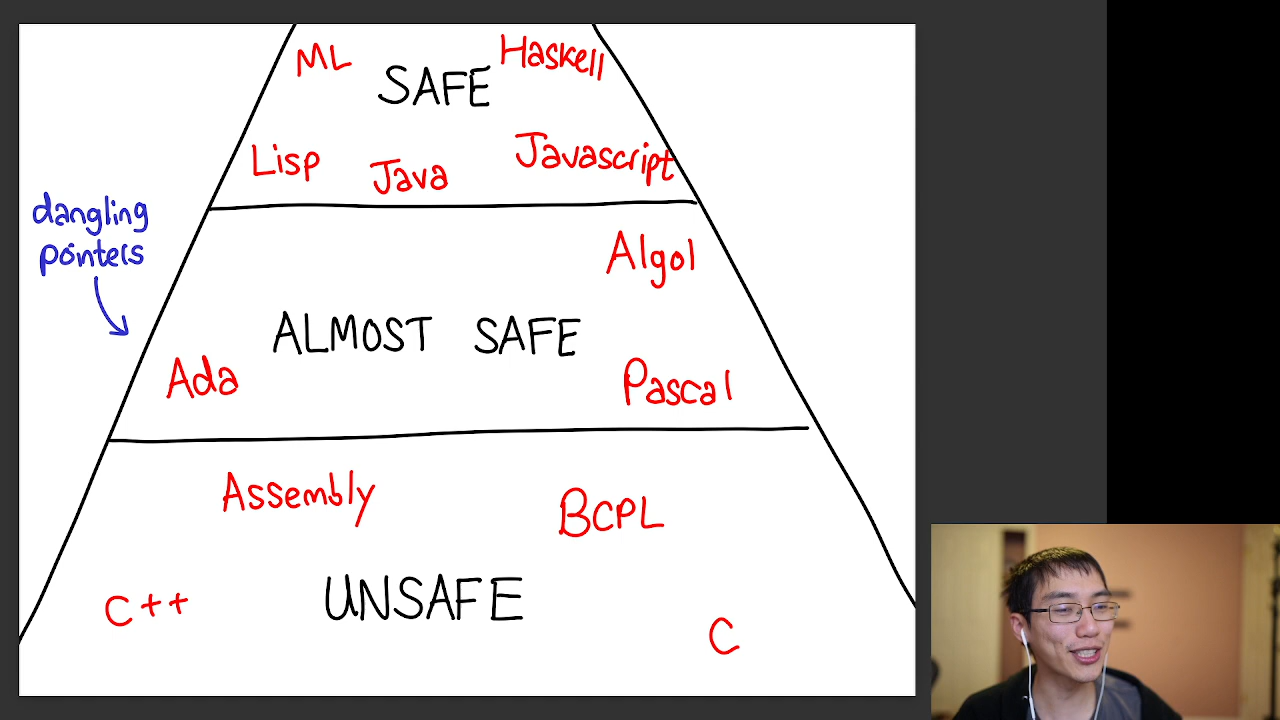 ML
Haskell
SAFE
Lisp
Java
Javascript
dangling
pointers
Algol
ALMOST SAFE
Ada
Pascal
Assembly
BCPL
C++
UNSAFE
C